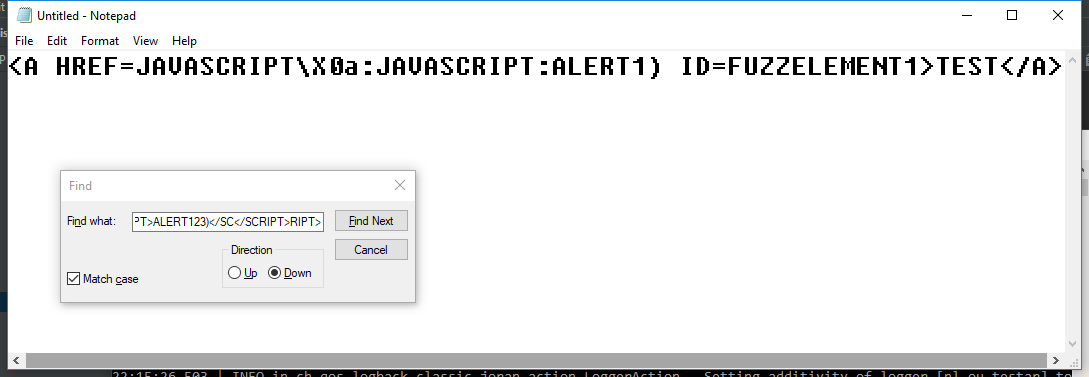 Untitled - Notepad
File Edit Format View Help
<A HREF=JAVASCRIPT\X0a:JAVASCRIPT:ALERT1) ID=FUZZELEMENT1>TEST</A>
Find
Find what: PT>ALERT123)</SC</SCRIPT>RIPT> Find Next
Direction Cancel
Up Down
Match case
22:15:26,503 | INFO in ch.qos.logback.classic.joran.action.LoggerAction - Setting additivity of logger [nl.ou.testar] to